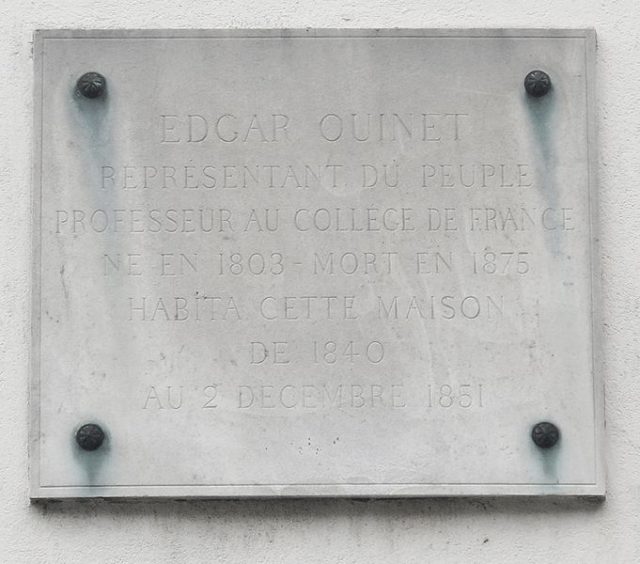 EDGAR QUINET
REPRÉSENTANT DU PEUPLE
PROFESSEUR AU COLLÈGE DE FRANCE
NÉ EN 1803 - MORT EN 1875
HABITA CETTE MAISON
DE 1840
AU 2 DÉCEMBRE 1851